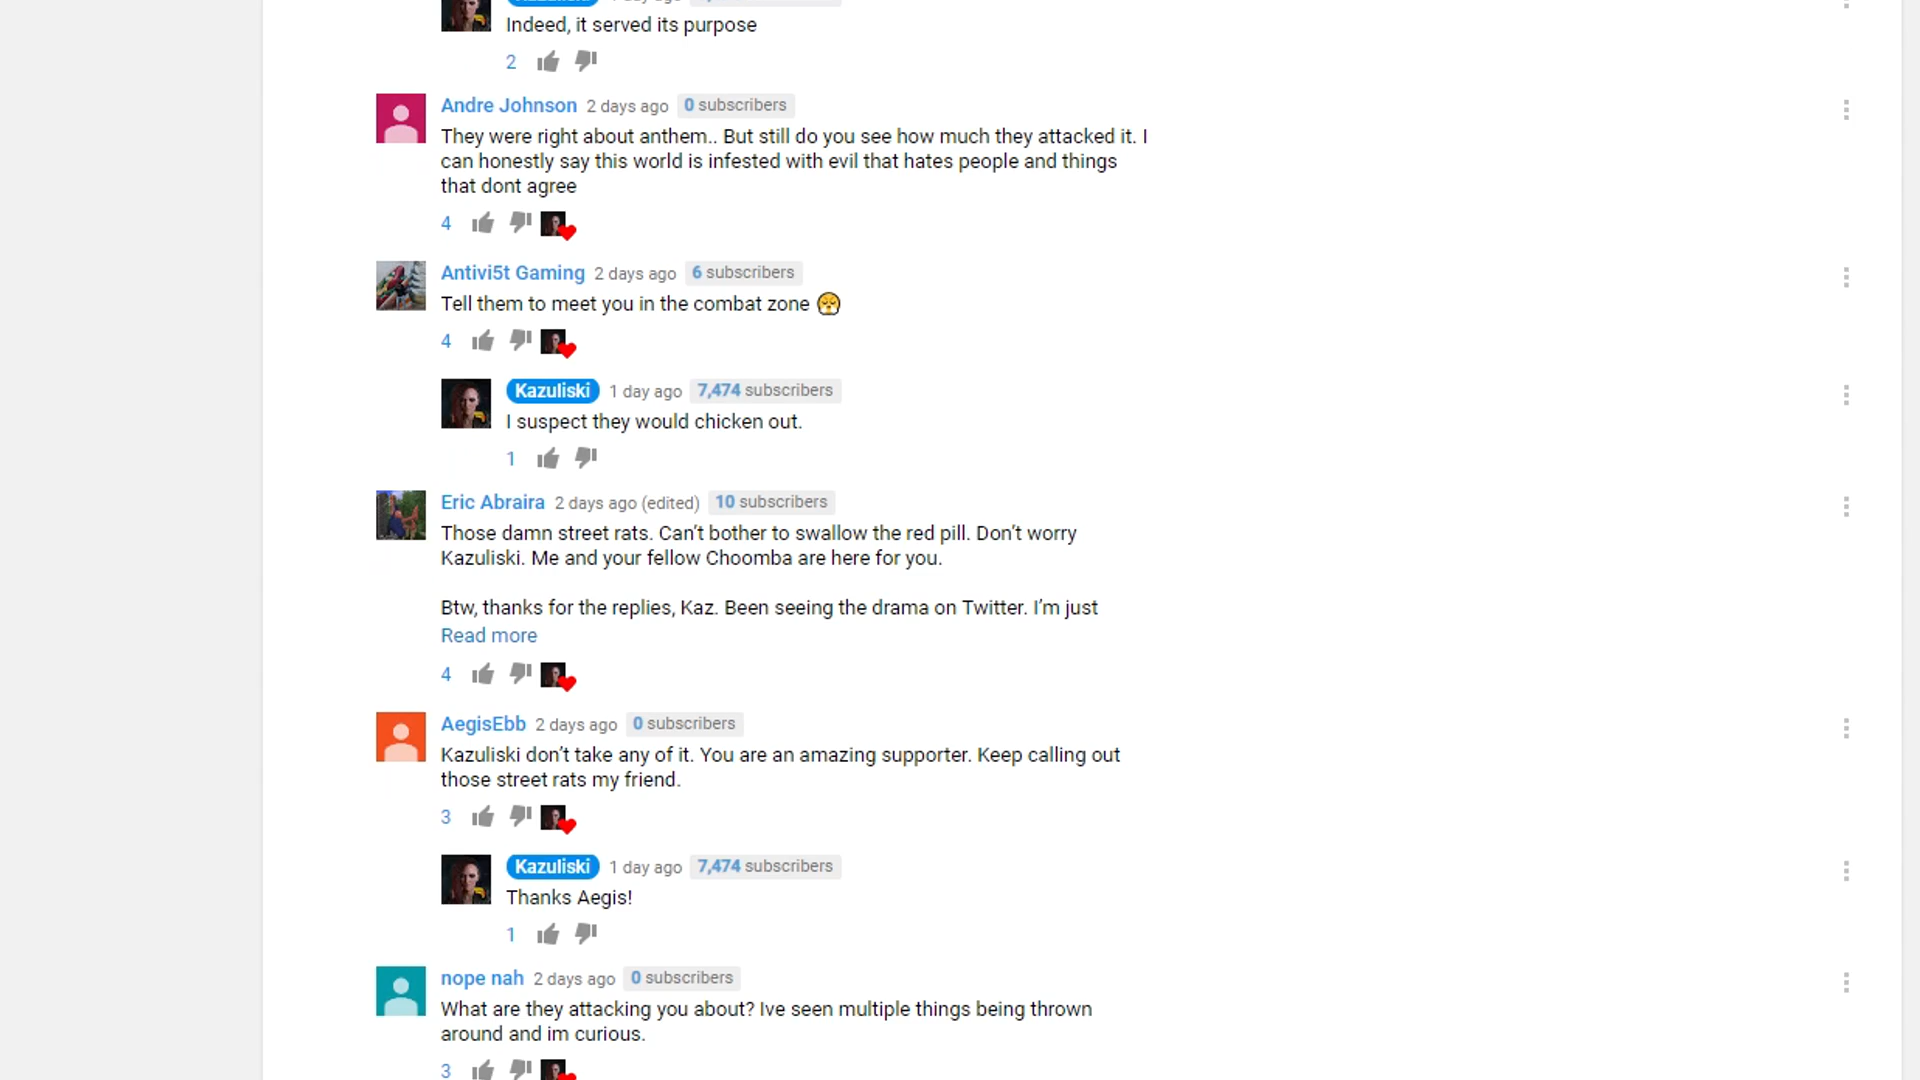 Indeed, it served its purpose
2
Andre Johnson 2 days ago 0 subscribers
They were right about anthem.. But still do you see how much they attacked it. I
can honestly say this world is infested with evil that hates people and things
that dont agree
4
Antivi5t Gaming 2 days ago 6 subscribers
Tell them to meet you in the combat zone
4
Kazuliski 1 day ago 7,474 subscribers
I suspect they would chicken out.
1
Eric Abraira 2 days ago (edited) 10 subscribers
Those damn street rats. Can't bother to swallow the red pill. Don't worry
Kazuliski. Me and your fellow Choomba are here for you.
Btw, thanks for the replies, Kaz. Been seeing the drama on Twitter. I'm just
Read more
4
AegisEbb 2 days ago 0 subscribers
Kazuliski don't take any of it. You are an amazing supporter. Keep calling out
those street rats my friend.
3
Kazuliski 1 day ago 7,474 subscribers
Thanks Aegis!
1
nope nah 2 days ago 0 subscribers
What are they attacking you about? Ive seen multiple things being thrown
around and im curious.
3